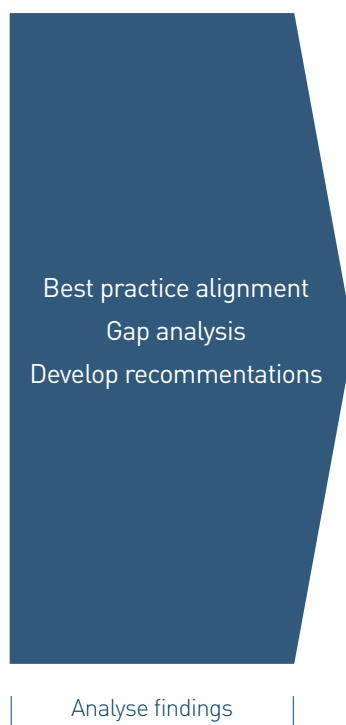 Best practice alignment
Gap analysis
Develop recommentations
Analyse findings